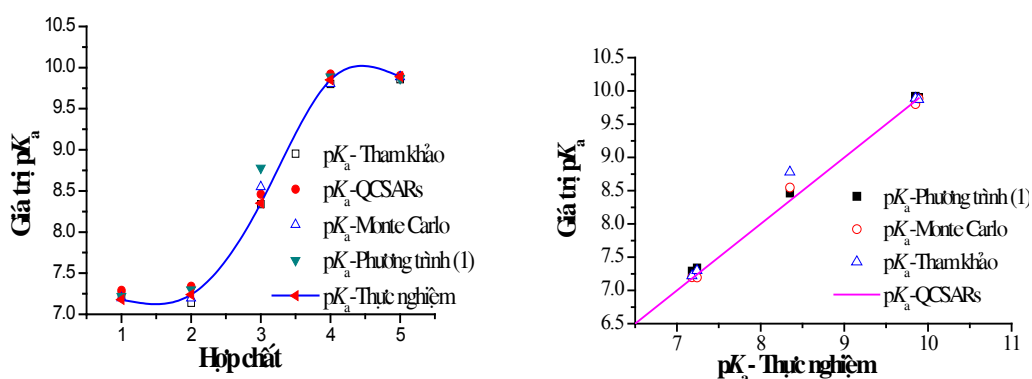 10.5
10.0
9.5
9.0
8.5
8.0
7.5
7.0
1 2 3 4 5
Giá trị pKa
Hợp chất
pKa- Tham khảo
pKa-QCSARs
pKa-Monte Carlo
pKa-Phương trình (1)
pKa-Thực nghiệm
10.5
10.0
9.5
9.0
8.5
8.0
7.5
7.0
6.5
7 8 9 10 11
Giá trị pKa
pKa- Thực nghiệm
pKa-Phương trình (1)
pKa-Monte Carlo
pKa-Tham khảo
pKa-QCSARs